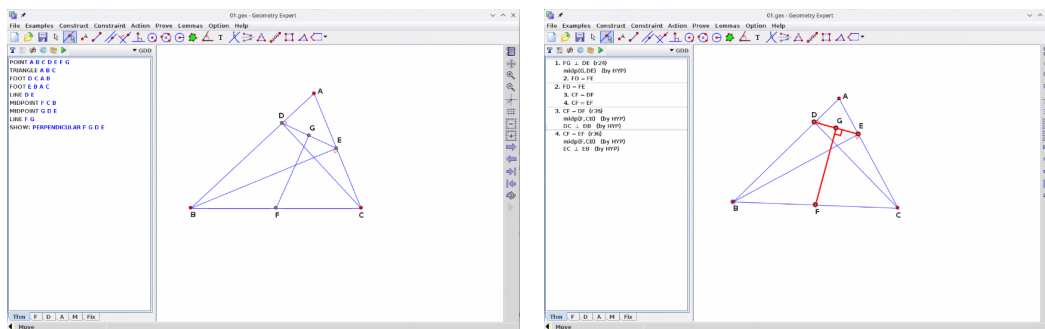 01.gex - Geometry Expert
File Examples Construct Constraint Action Prove Lemmas Option Help
T
GDD
POINT A B C D E F G
TRIANGLE A B C
FOOT D C A B
FOOT E B A C
LINE D E
MIDPOINT F C B
MIDPOINT G D E
LINE F G
SHOW: PERPENDICULAR F G D E
A
D
G
E
B
F
C
Thm F D A M Fix
Move
01.gex - Geometry Expert
File Examples Construct Constraint Action Prove Lemmas Option Help
T
GDD
1. FG ⊥ DE (r24)
midp(G,DE) (by HYP)
2. FD = FE
2. FD = FE
3. CF = DF
4. CF = EF
3. CF = DF (r36)
midp(F,CB) (by HYP)
DC ⊥ DB (by HYP)
4. CF = EF (r36)
midp(F,CB) (by HYP)
EC ⊥ EB (by HYP)
A
D
G
E
B
F
C
Thm F D A M Fix
Move